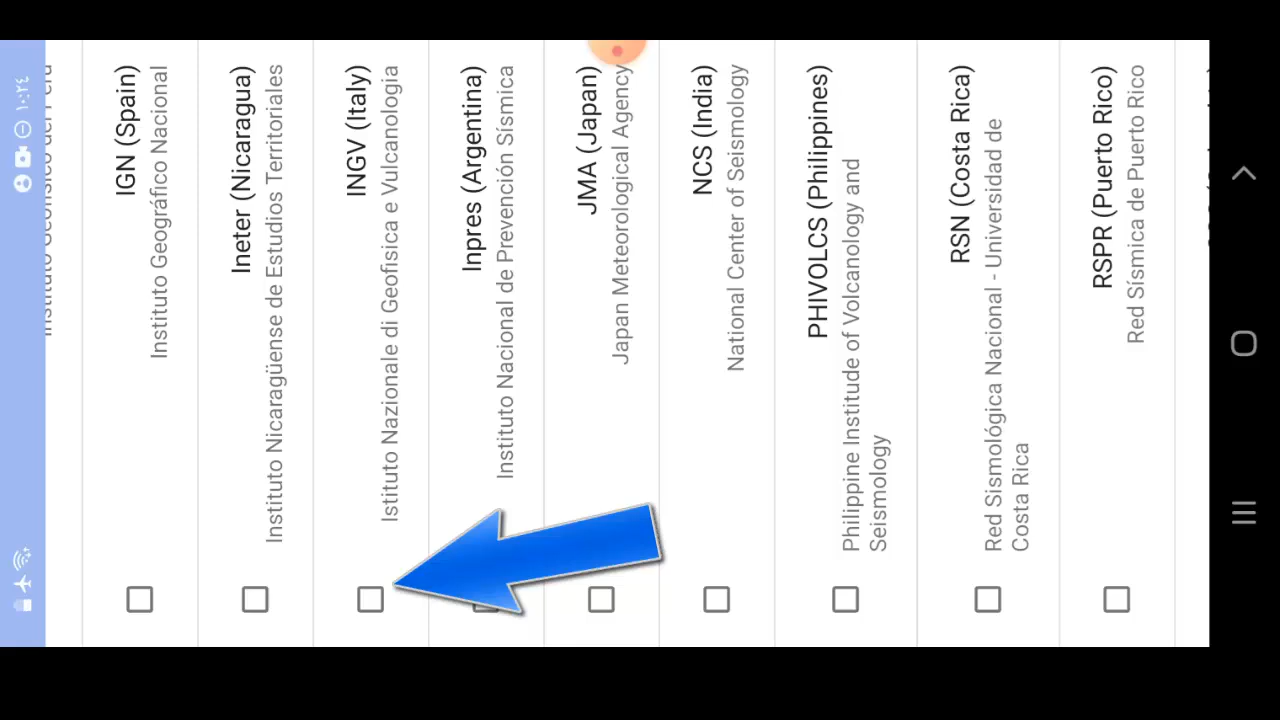 ١٠:٢٤
IGN (Spain)
Instituto Geográfico Nacional
Ineter (Nicaragua)
Instituto Nicaragüense de Estudios Territoriales
INGV (Italy)
Istituto Nazionale di Geofisica e Vulcanologia
Inpres (Argentina)
Instituto Nacional de Prevención Sísmica
JMA (Japan)
Japan Meteorological Agency
NCS (India)
National Center of Seismology
PHIVOLCS (Philippines)
Philippine Institude of Volcanology and
Seismology
RSN (Costa Rica)
Red Sismológica Nacional - Universidad de
Costa Rica
RSPR (Puerto Rico)
Red Sísmica de Puerto Rico